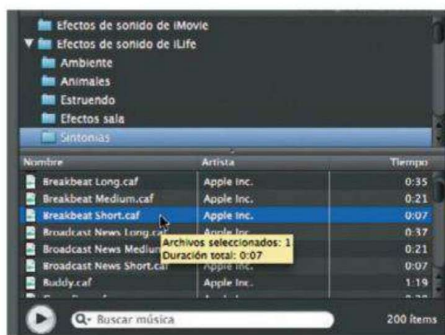 Efectos de sonido de iMovie
Efectos de sonido de iLife
Ambiente
Animales
Estruendo
Efectos sala
Sintonías
Nombre Artista Tiempo
Breakbeat Long.caf Apple Inc. 0:35
Breakbeat Medium.caf Apple Inc. 0:21
Breakbeat Short.caf Apple Inc. 0:07
Broadcast News Long.caf Apple Inc. 0:37
Broadcast News Medium 0:21
Broadcast News Short.caf 0:07
Archivos seleccionados: 1
Duración total: 0:07
Buddy.caf Apple Inc. 1:19
Buscar música 200 ítems